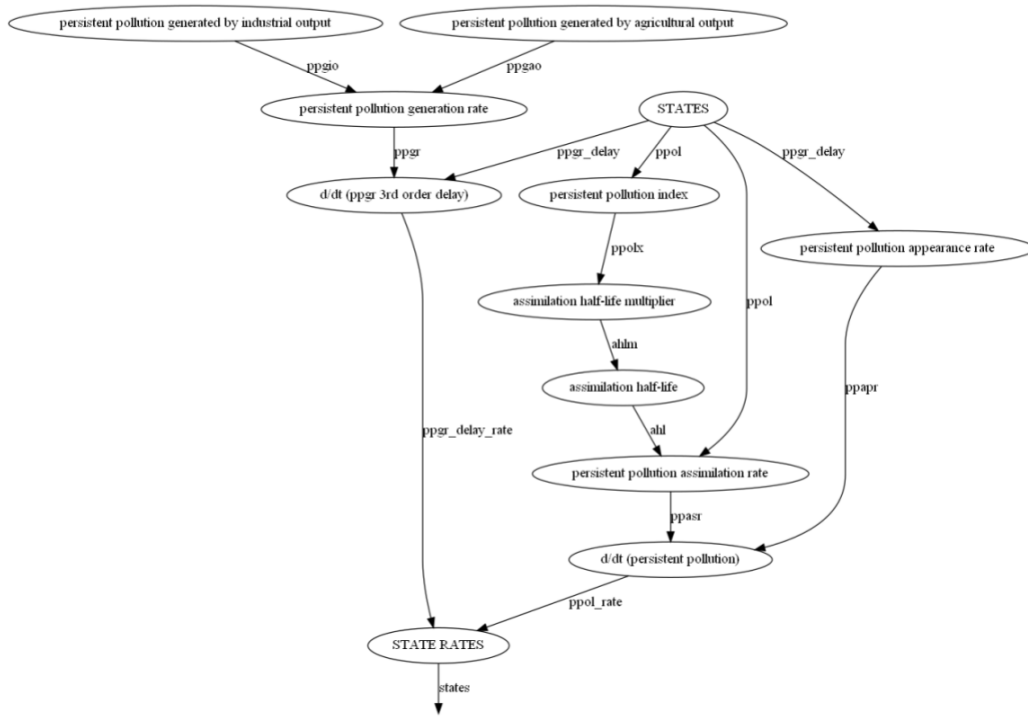 persistent pollution generated by industrial output
persistent pollution generated by agricultural output
ppgio
ppgao
persistent pollution generation rate
STATES
ppgr
ppgr_delay
ppol
ppgr_delay
d/dt (ppgr 3rd order delay)
persistent pollution index
persistent pollution appearance rate
ppolx
assimilation half-life multiplier
ppol
ahlm
assimilation half-life
ppapr
ppgr_delay_rate
ahl
persistent pollution assimilation rate
ppasr
d/dt (persistent pollution)
ppol_rate
STATE RATES
states